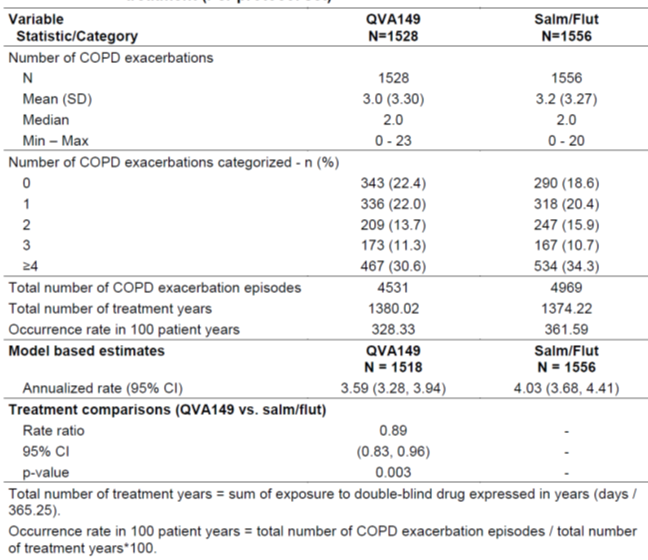 Variable QVA149 Salm/Flut
Statistic/Category N=1528 N=1556
Number of COPD exacerbations
N 1528 1556
Mean (SD) 3.0 (3.30) 3.2 (3.27)
Median 2.0 2.0
Min – Max 0 - 23 0 - 20
Number of COPD exacerbations categorized - n (%)
0 343 (22.4) 290 (18.6)
1 336 (22.0) 318 (20.4)
2 209 (13.7) 247 (15.9)
3 173 (11.3) 167 (10.7)
≥4 467 (30.6) 534 (34.3)
Total number of COPD exacerbation episodes 4531 4969
Total number of treatment years 1380.02 1374.22
Occurrence rate in 100 patient years 328.33 361.59
Model based estimates QVA149 Salm/Flut
N = 1518 N = 1556
Annualized rate (95% CI) 3.59 (3.28, 3.94) 4.03 (3.68, 4.41)
Treatment comparisons (QVA149 vs. salm/flut)
Rate ratio 0.89 -
95% CI (0.83, 0.96) -
p-value 0.003 -
Total number of treatment years = sum of exposure to double-blind drug expressed in years (days /
365.25).
Occurrence rate in 100 patient years = total number of COPD exacerbation episodes / total number
of treatment years*100.